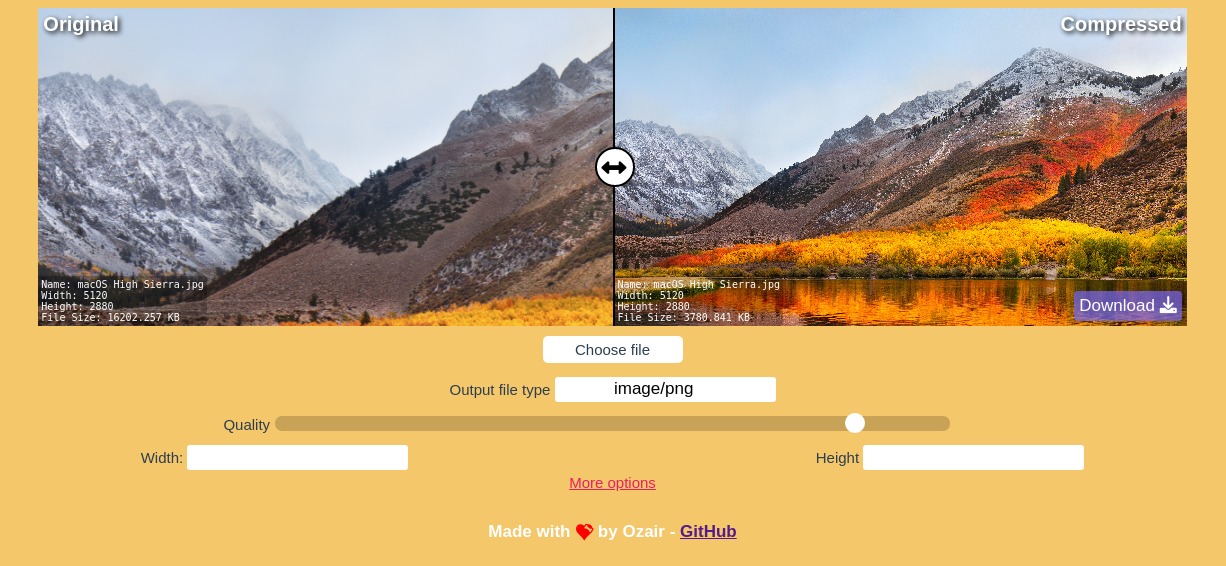 Original
Compressed
Name: macOS High Sierra.jpg
Width: 5120
Height: 2880
File Size: 16202.257 KB
Name: macOS High Sierra.jpg
Width: 5120
Height: 2880
File Size: 3780.841 KB
Download
Choose file
Output file type image/png
Quality
Width:
Height
More options
Made with by Ozair - GitHub